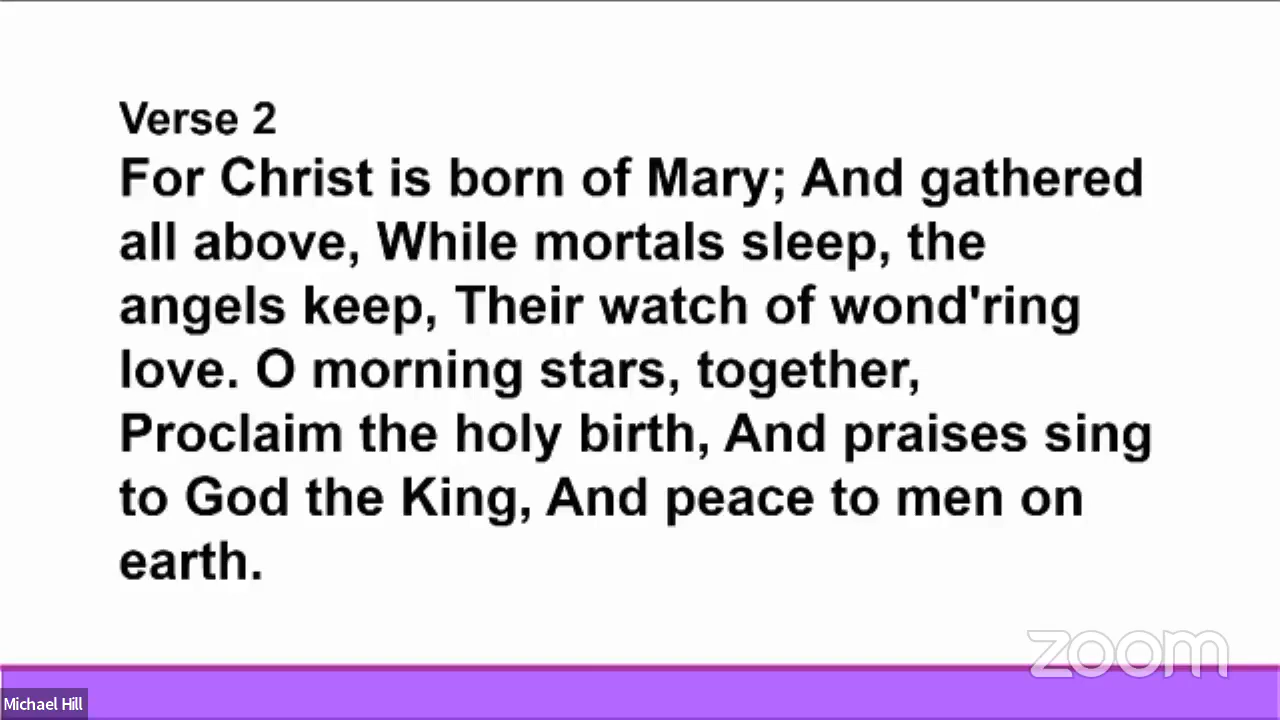 Verse 2
For Christ is born of Mary; And gathered
all above, While mortals sleep, the
angels keep, Their watch of wond'ring
love. O morning stars, together,
Proclaim the holy birth, And praises sing
to God the King, And peace to men on
earth.
zoom
Michael Hill